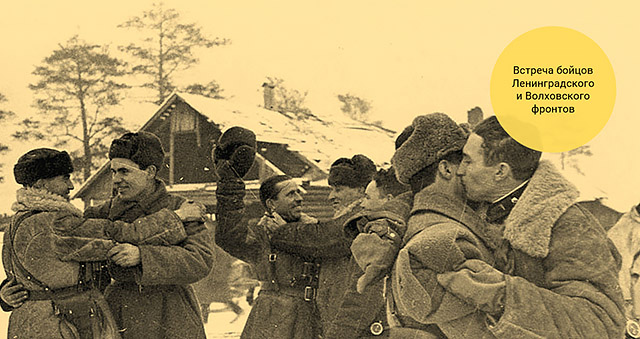 Встреча бойцов
Ленинградского
и Волховского
фронтов